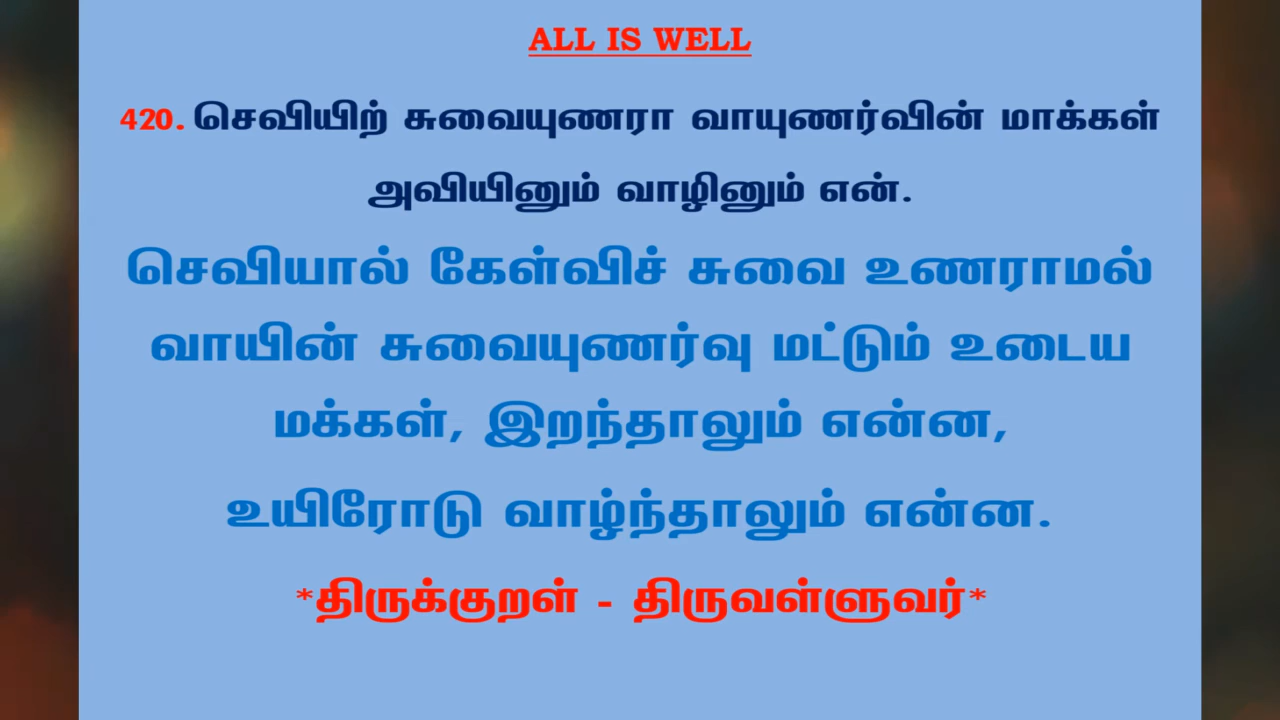 ALL IS WELL
420. செவியிற் சுவையுணரா வாயுணர்வின் மாக்கள்
அவியினும் வாழினும் என்.
செவியால் கேள்விச் சுவை உணராமல்
வாயின் சுவையுணர்வு மட்டும் உடைய
மக்கள், இறந்தாலும் என்ன,
உயிரோடு வாழ்ந்தாலும் என்ன.
*திருக்குறள் - திருவள்ளுவர்*